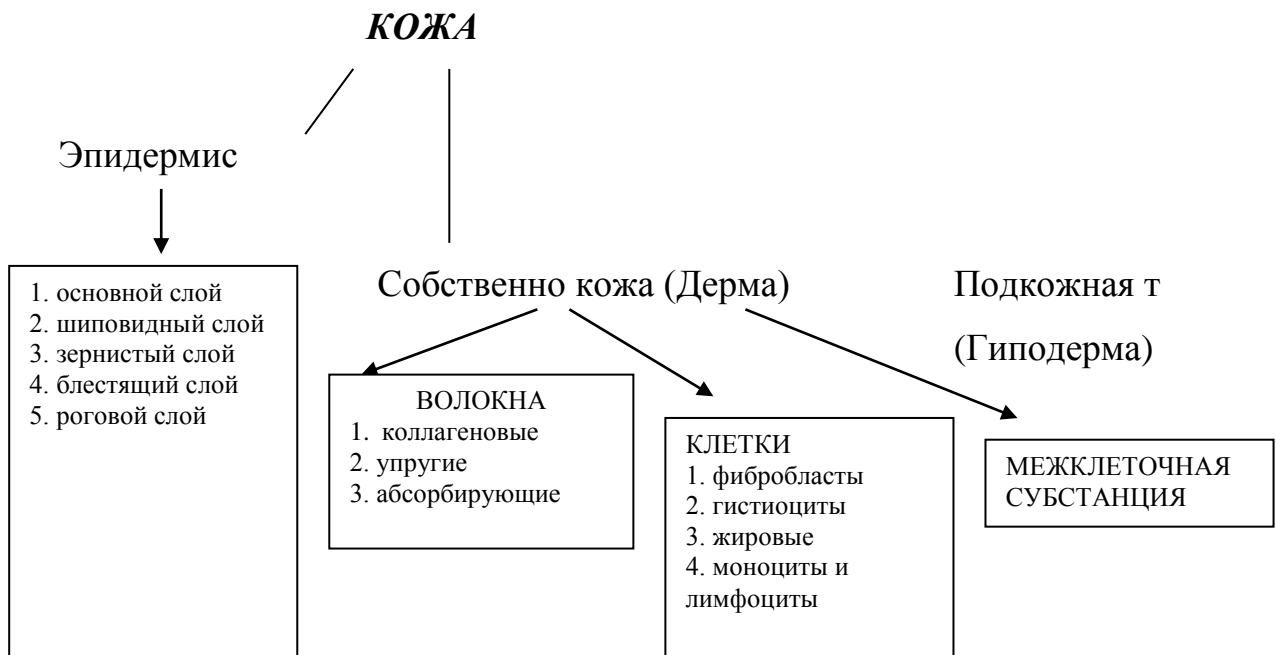 КОЖА
Эпидермис
1. основной слой
2. шиповидный слой
3. зернистый слой
4. блестящий слой
5. роговой слой
Собственно кожа (Дерма)
Подкожная т
(Гиподерма)
ВОЛОКНА
1. коллагеновые
2. упругие
3. абсорбирующие
КЛЕТКИ
1. фибробласты
2. гистиоциты
3. жировые
4. моноциты и
лимфоциты
МЕЖКЛЕТОЧНАЯ
СУБСТАНЦИЯ